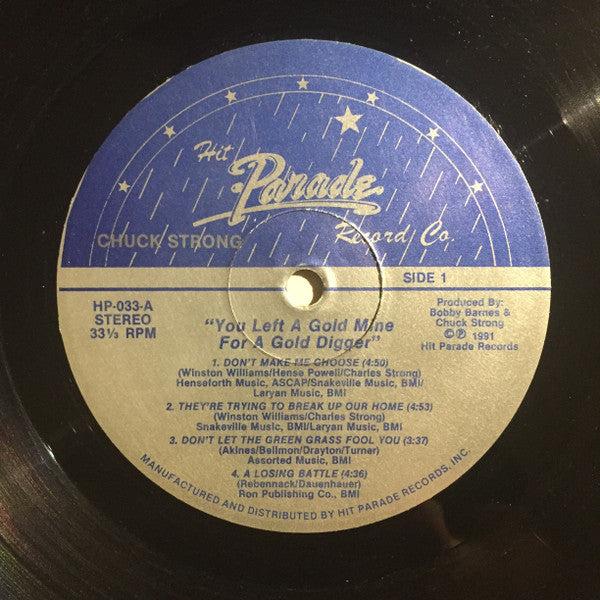 Hit
Parade
Record Co.
CHUCK STRONG
SIDE 1
HP-033-A
STEREO
33⅓ RPM
"You Left A Gold Mine
For A Gold Digger"
Produced By:
Bobby Barnes &
Chuck Strong
©℗ 1991
Hit Parade Records
1. DON'T MAKE ME CHOOSE (4:50)
(Winston Williams/Hense Powell/Charles Strong)
Henseforth Music, ASCAP/Snakeville Music, BMI/
Laryan Music, BMI
2. THEY'RE TRYING TO BREAK UP OUR HOME (4:53)
(Winston Williams/Charles Strong)
Snakeville Music, BMI/Laryan Music, BMI
3. DON'T LET THE GREEN GRASS FOOL YOU (3:37)
(Akines/Bellmon/Drayton/Turner)
Assorted Music, BMI
4. A LOSING BATTLE (4:36)
(Rebennack/Dauenhauer)
Ron Publishing Co., BMI
MANUFACTURED AND DISTRIBUTED BY HIT PARADE RECORDS, INC.